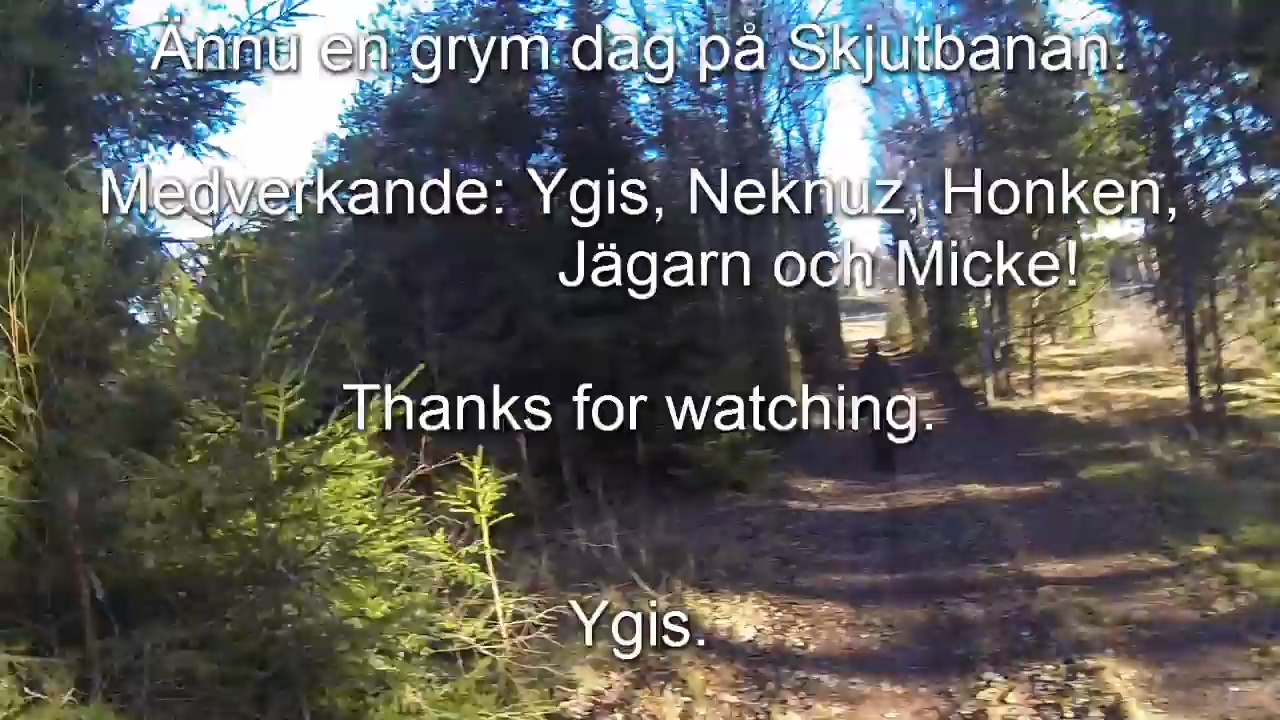 Ännu en grym dag på Skjutbanan.
Medverkande: Ygis, Neknuz, Honken,
Jägarn och Micke!
Thanks for watching.
Ygis.